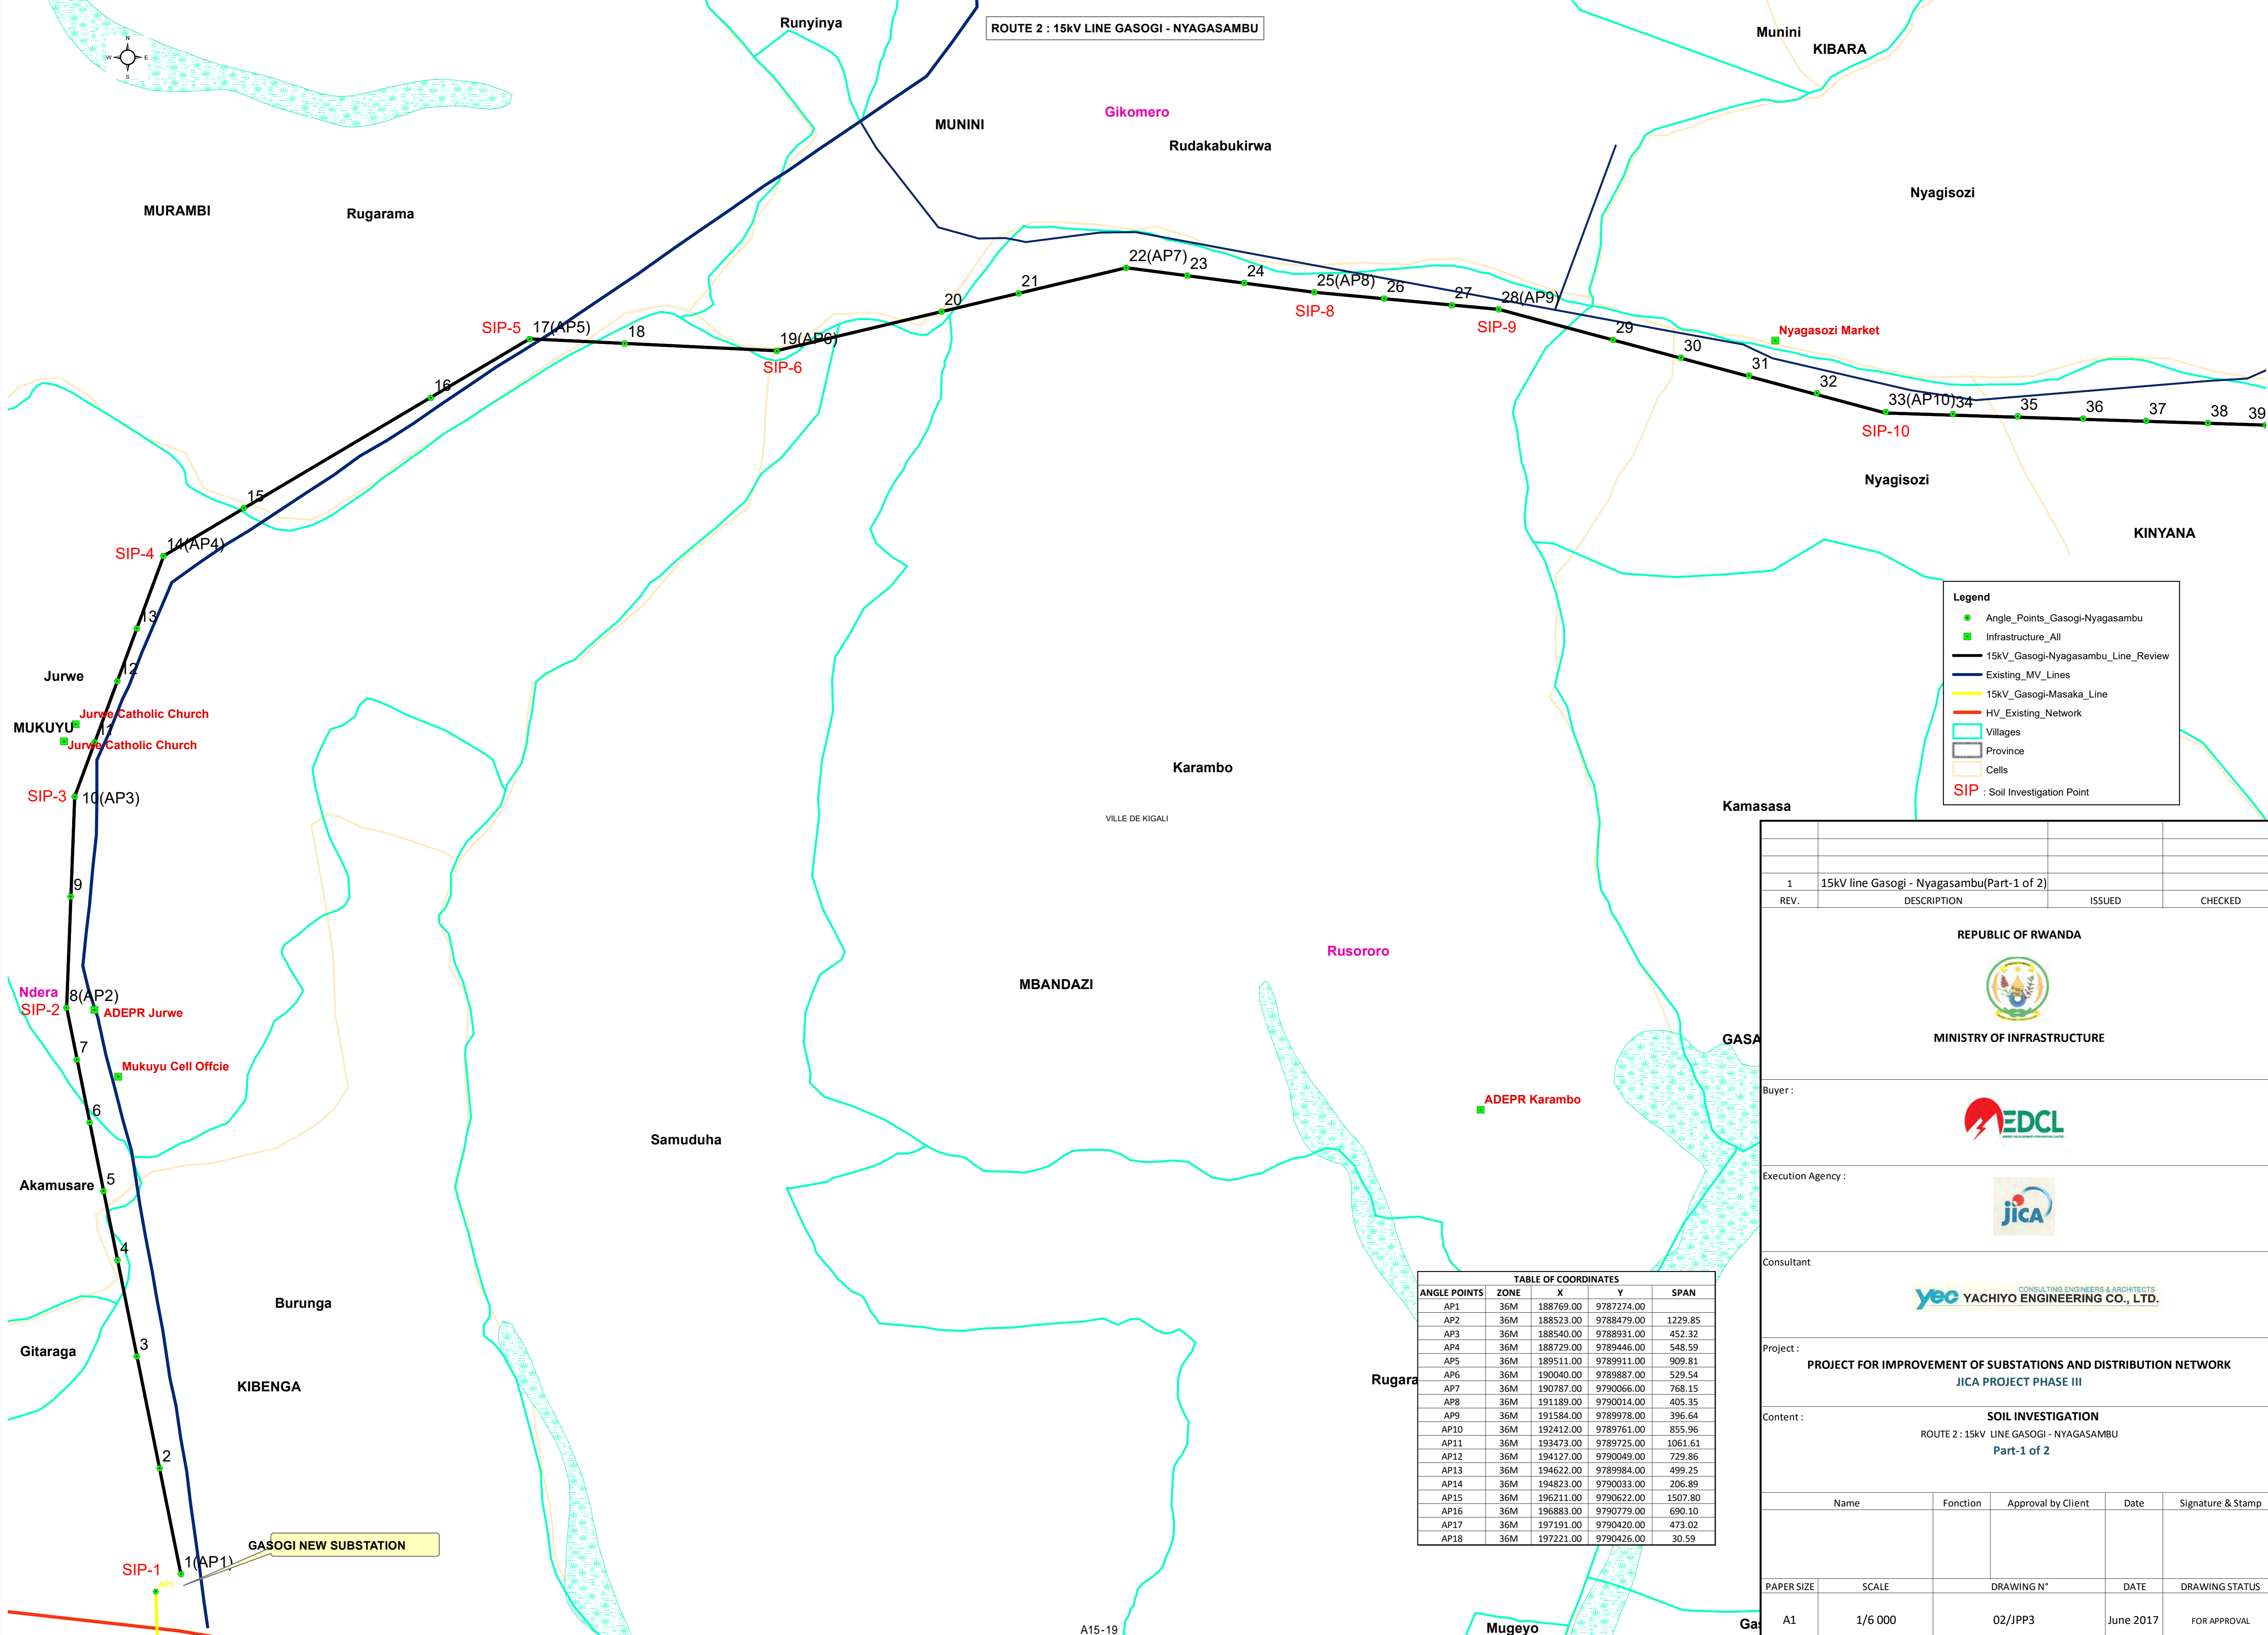 ROUTE 2 : 15kV LINE GASOGI - NYAGASAMBU
N
W E
S
Runyinya
Munini
KIBARA
Gikomero
MUNINI
Rudakabukirwa
MURAMBI
Rugarama
Nyagisozi
22(AP7)
23
24
25(AP8)
26
27
28(AP9)
SIP-8
SIP-9
20
21
SIP-5
17(AP5)
18
19(AP6)
SIP-6
29
30
31
32
Nyagasozi Market
33(AP10)
34
35
36
37
38
39
SIP-10
16
15
Nyagisozi
KINYANA
SIP-4
14(AP4)
13
12
Jurwe
Jurwe Catholic Church
MUKUYU
11
Jurwe Catholic Church
SIP-3
10(AP3)
9
Karambo
VILLE DE KIGALI
Kamasasa
Legend
Angle_Points_Gasogi-Nyagasambu
Infrastructure_All
15kV_Gasogi-Nyagasambu_Line_Review
Existing_MV_Lines
15kV_Gasogi-Masaka_Line
HV_Existing_Network
Villages
Province
Cells
SIP : Soil Investigation Point
Ndera
8(AP2)
SIP-2
ADEPR Jurwe
7
Mukuyu Cell Offcie
6
Akamusare
5
4
3
2
Rusororo
MBANDAZI
GASA
ADEPR Karambo
Samuduha
Burunga
Gitaraga
KIBENGA
Rugara
GASOGI NEW SUBSTATION
SIP-1
1(AP1)
AP1
A15-19
Mugeyo
Gas
TABLE OF COORDINATES
ANGLE POINTS ZONE X Y SPAN
AP1 36M 188769.00 9787274.00
AP2 36M 188523.00 9788479.00 1229.85
AP3 36M 188540.00 9788931.00 452.32
AP4 36M 188729.00 9789446.00 548.59
AP5 36M 189511.00 9789911.00 909.81
AP6 36M 190040.00 9789887.00 529.54
AP7 36M 190787.00 9790066.00 768.15
AP8 36M 191189.00 9790014.00 405.35
AP9 36M 191584.00 9789978.00 396.64
AP10 36M 192412.00 9789761.00 855.96
AP11 36M 193473.00 9789725.00 1061.61
AP12 36M 194127.00 9790049.00 729.86
AP13 36M 194622.00 9789984.00 499.25
AP14 36M 194823.00 9790033.00 206.89
AP15 36M 196211.00 9790622.00 1507.80
AP16 36M 196883.00 9790779.00 690.10
AP17 36M 197191.00 9790420.00 473.02
AP18 36M 197221.00 9790426.00 30.59
1 15kV line Gasogi - Nyagasambu(Part-1 of 2)
REV. DESCRIPTION ISSUED CHECKED
REPUBLIC OF RWANDA
MINISTRY OF INFRASTRUCTURE
Buyer :
EDCL
ENERGY DEVELOPMENT CORPORATION LIMITED
Execution Agency :
jICA
Consultant
yec CONSULTING ENGINEERS & ARCHITECTS
YACHIYO ENGINEERING CO., LTD.
Project :
PROJECT FOR IMPROVEMENT OF SUBSTATIONS AND DISTRIBUTION NETWORK
JICA PROJECT PHASE III
Content :
SOIL INVESTIGATION
ROUTE 2 : 15kV LINE GASOGI - NYAGASAMBU
Part-1 of 2
Name Fonction Approval by Client Date Signature & Stamp
PAPER SIZE SCALE DRAWING N° DATE DRAWING STATUS
A1 1/6 000 02/JPP3 June 2017 FOR APPROVAL